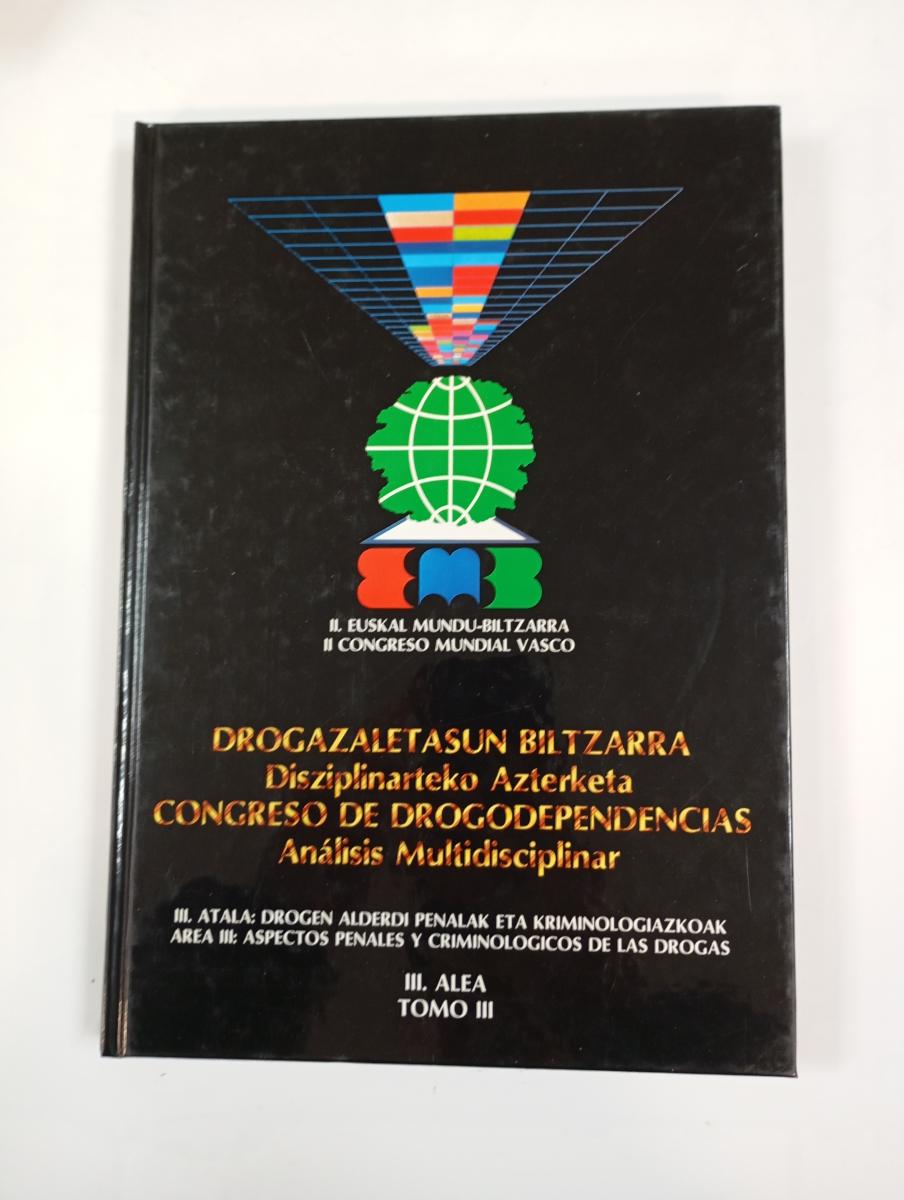 EMB
II. EUSKAL MUNDU-BILTZARRA
II CONGRESO MUNDIAL VASCO
DROGAZALETASUN BILTZARRA
Disziplinarteko Azterketa
CONGRESO DE DROGODEPENDENCIAS
Análisis Multidisciplinar
III. ATALA: DROGEN ALDERDI PENALAK ETA KRIMINOLOGIAZKOAK
AREA III: ASPECTOS PENALES Y CRIMINOLOGICOS DE LAS DROGAS
III. ALEA
TOMO III